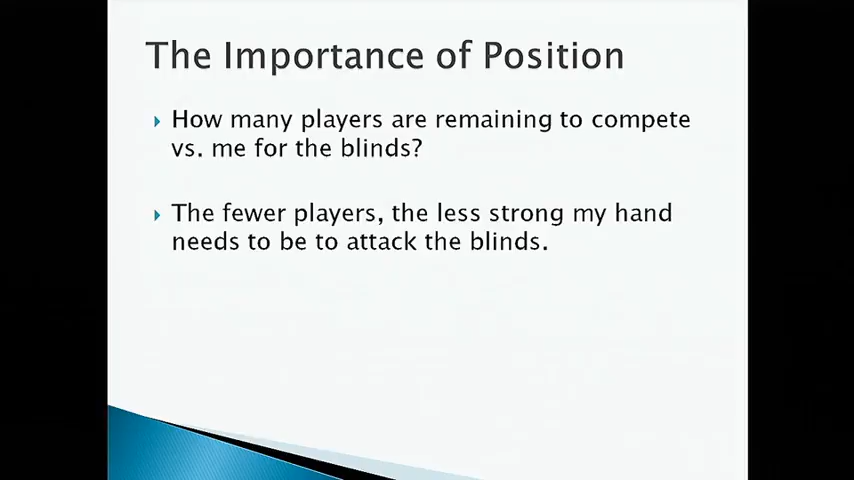 The Importance of Position
How many players are remaining to compete
vs. me for the blinds?
The fewer players, the less strong my hand
needs to be to attack the blinds.